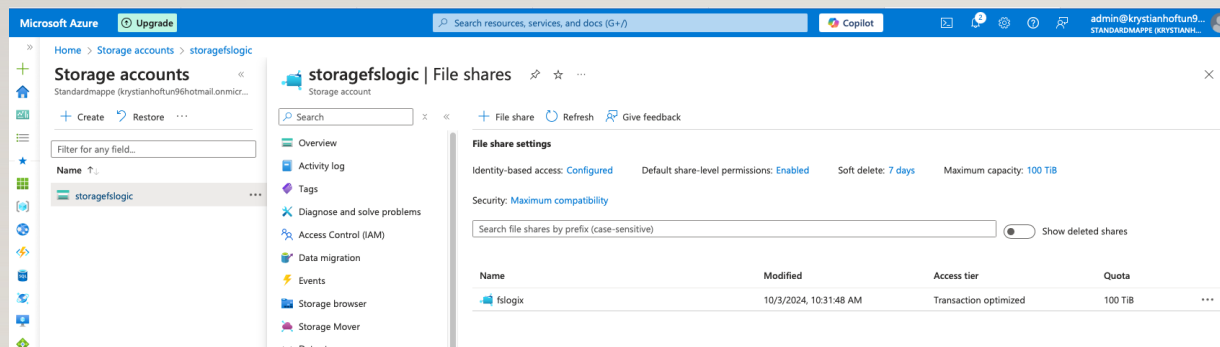 Microsoft Azure
Upgrade
Search resources, services, and docs (G+/)
Copilot
2
admin@krystianhoftun9...
STANDARDMAPPE (KRYSTIANH...
Home > Storage accounts > storagefslogic
Storage accounts
Standardmappe (krystianhoftun96hotmail.onmicr...
Create
Restore
Filter for any field...
Name
storagefslogic
storagefslogic | File shares
Storage account
Search
Overview
Activity log
Tags
Diagnose and solve problems
Access Control (IAM)
Data migration
Events
Storage browser
Storage Mover
File share
Refresh
Give feedback
File share settings
Identity-based access: Configured
Default share-level permissions: Enabled
Soft delete: 7 days
Maximum capacity: 100 TiB
Security: Maximum compatibility
Search file shares by prefix (case-sensitive)
Show deleted shares
Name Modified Access tier Quota
fslogix 10/3/2024, 10:31:48 AM Transaction optimized 100 TiB